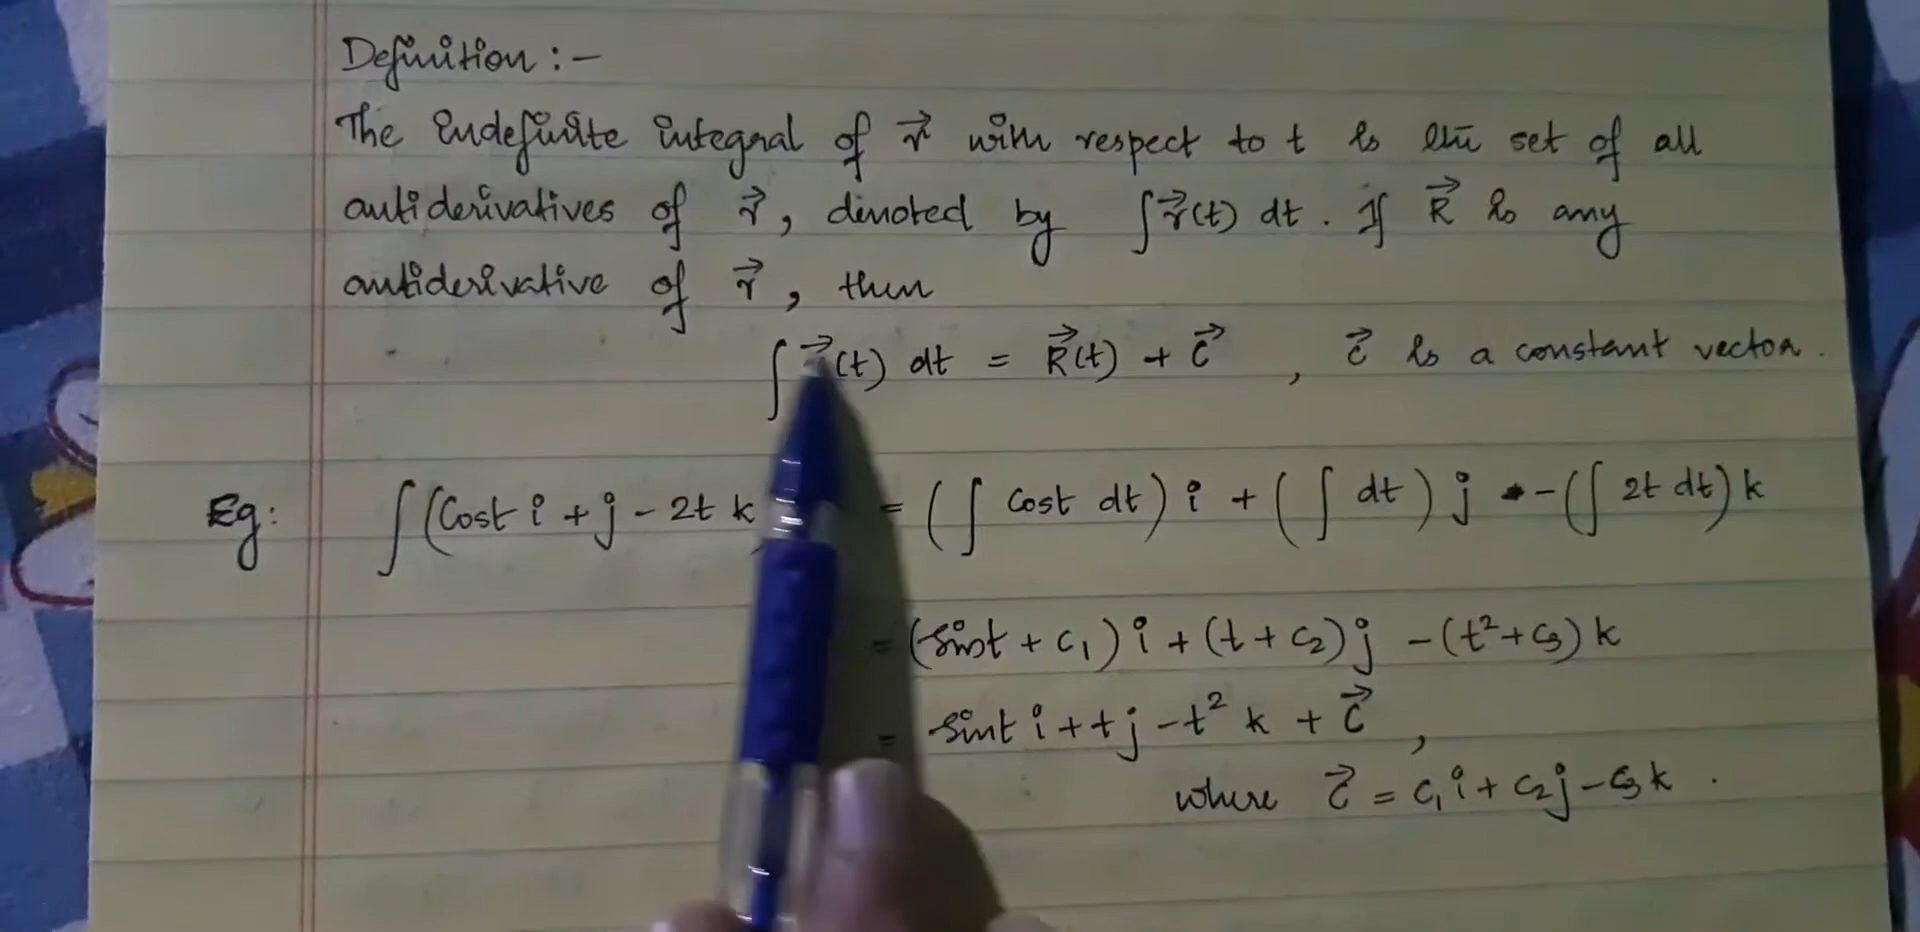 Definition :-
The indefinite integral of r⃗ with respect to t is the set of all
antiderivatives of r⃗, denoted by ∫ r⃗(t) dt. If R⃗ is any
antiderivative of r⃗, then
∫ r⃗(t) dt = R⃗(t) + C⃗ , C⃗ is a constant vector.
Eg: ∫ (Cost i + j - 2t k = (∫ Cost dt) i + (∫ dt) j - (∫ 2t dt) k
= (sint + C₁) i + (t + C₂) j - (t² + C₃) k
= sint i + t j - t² k + C⃗ ,
where C⃗ = C₁ i + C₂ j - C₃ k .